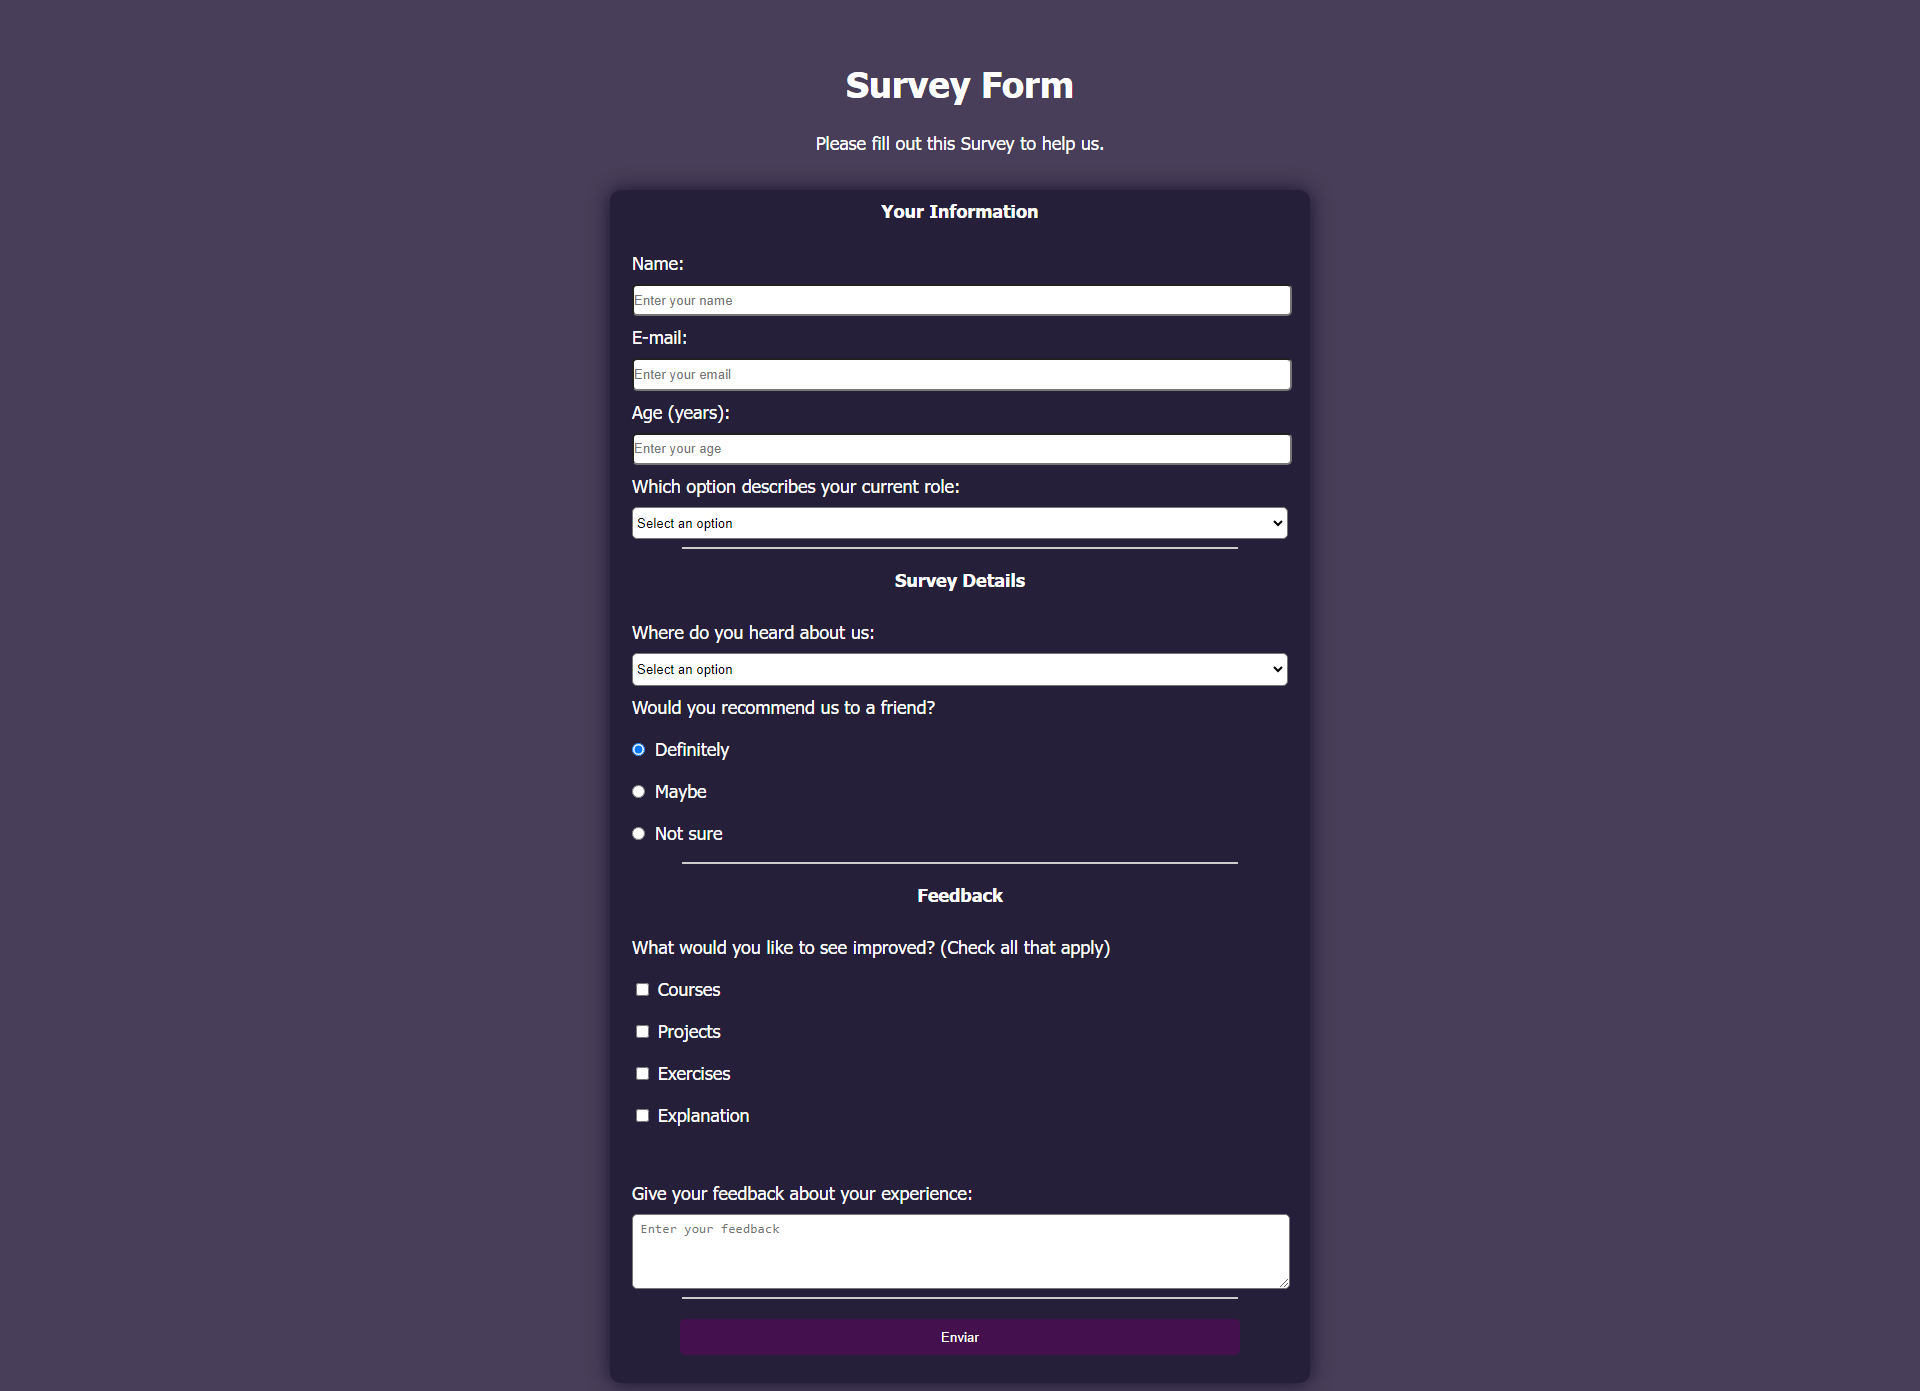 Survey Form
Please fill out this Survey to help us.
Your Information
Name:
Enter your name
E-mail:
Enter your email
Age (years):
Enter your age
Which option describes your current role:
Select an option
Survey Details
Where do you heard about us:
Select an option
Would you recommend us to a friend?
Definitely
Maybe
Not sure
Feedback
What would you like to see improved? (Check all that apply)
Courses
Projects
Exercises
Explanation
Give your feedback about your experience:
Enter your feedback
Enviar